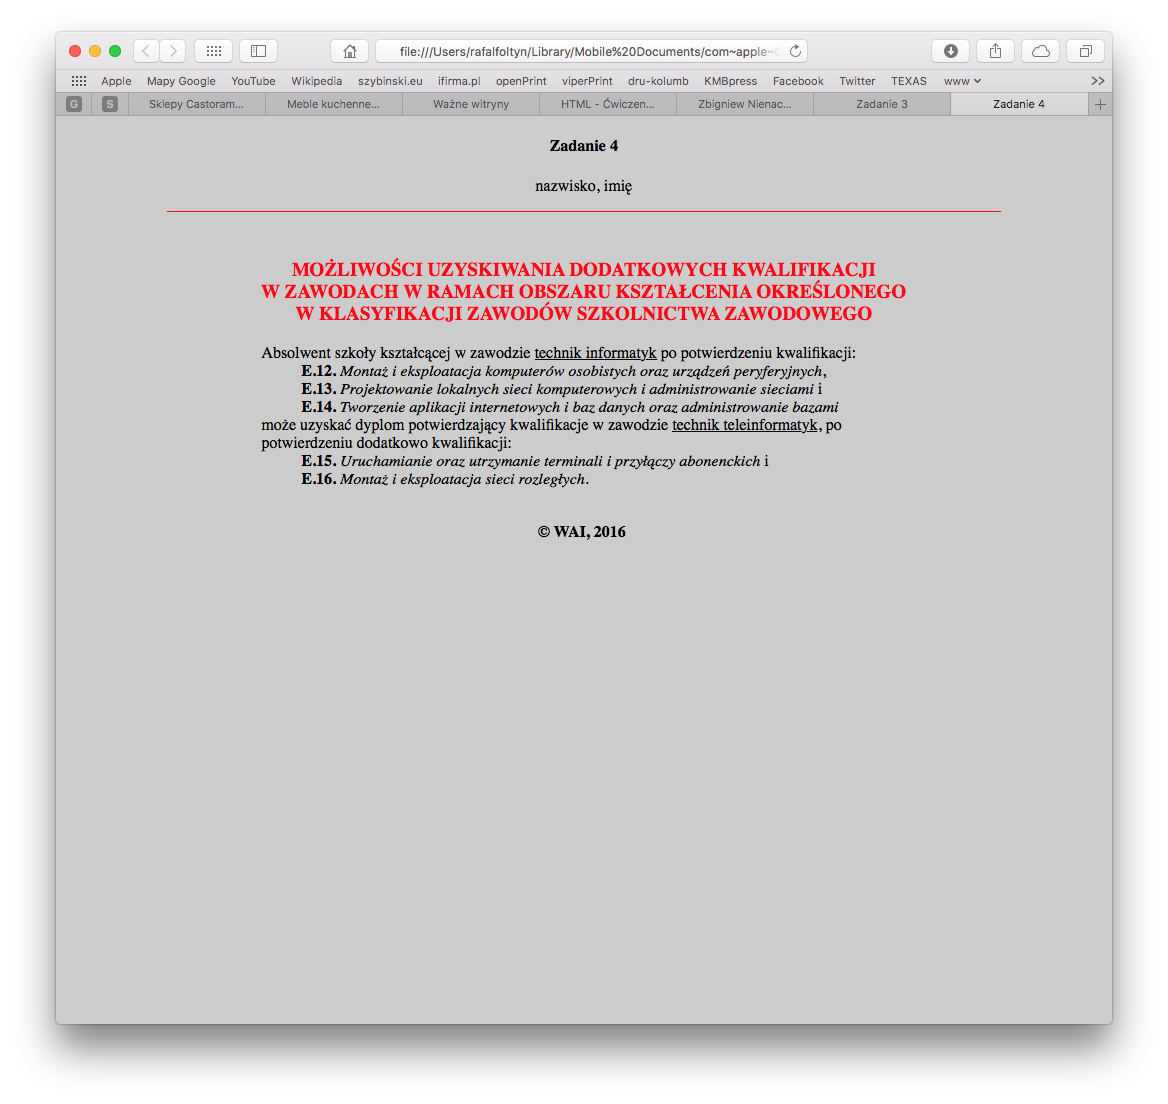 file:///Users/rafalfoltyn/Library/Mobile%20Documents/com~apple~
Apple Mapy Google YouTube Wikipedia szybinski.eu ifirma.pl openPrint viperPrint dru-kolumb KMBpress Facebook Twitter TEXAS www
G S Sklepy Castoram... Meble kuchenne... Ważne witryny HTML - Ćwiczen... Zbigniew Nienac... Zadanie 3 Zadanie 4
Zadanie 4
nazwisko, imię
MOŻLIWOŚCI UZYSKIWANIA DODATKOWYCH KWALIFIKACJI
W ZAWODACH W RAMACH OBSZARU KSZTAŁCENIA OKREŚLONEGO
W KLASYFIKACJI ZAWODÓW SZKOLNICTWA ZAWODOWEGO
Absolwent szkoły kształcącej w zawodzie technik informatyk po potwierdzeniu kwalifikacji:
E.12. Montaż i eksploatacja komputerów osobistych oraz urządzeń peryferyjnych,
E.13. Projektowanie lokalnych sieci komputerowych i administrowanie sieciami i
E.14. Tworzenie aplikacji internetowych i baz danych oraz administrowanie bazami
może uzyskać dyplom potwierdzający kwalifikacje w zawodzie technik teleinformatyk, po
potwierdzeniu dodatkowo kwalifikacji:
E.15. Uruchamianie oraz utrzymanie terminali i przyłączy abonenckich i
E.16. Montaż i eksploatacja sieci rozległych.
© WAI, 2016